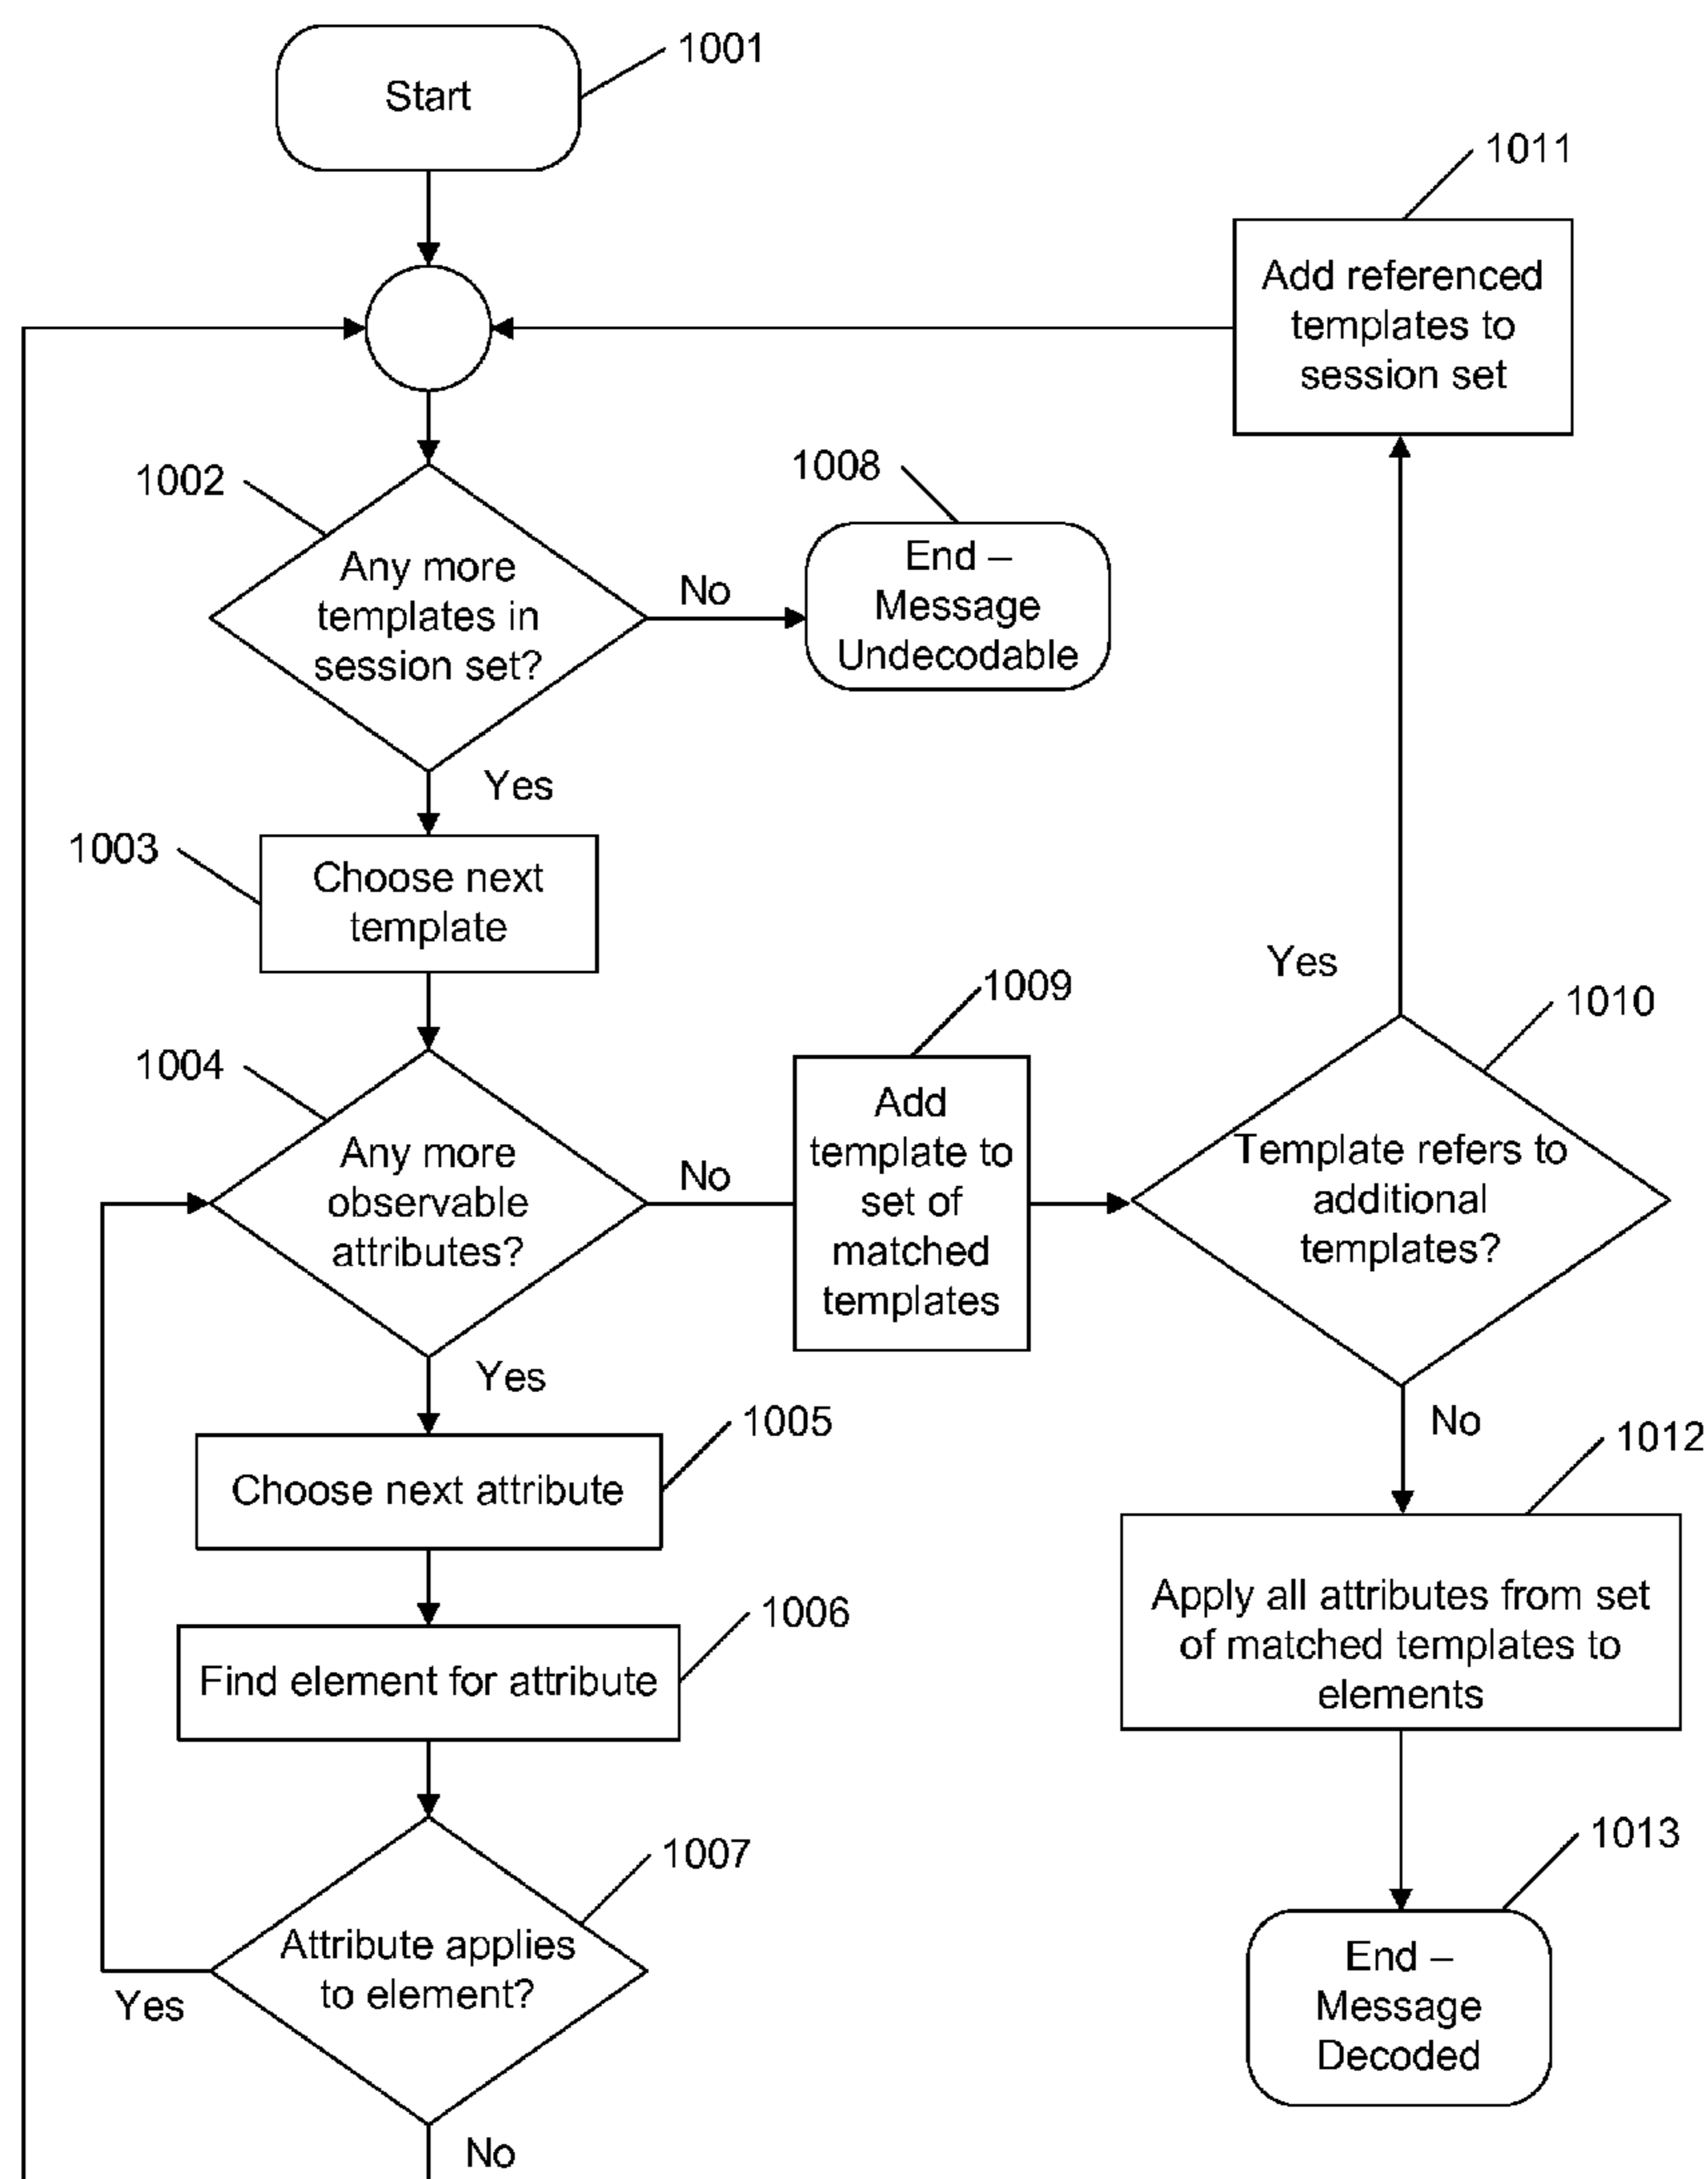 1001
Start
1011
Add referenced
templates to
session set
1002
Any more
templates in
session set?
No
1008
End –
Message
Undecodable
Yes
1003
Choose next
template
1004
Any more
observable
attributes?
No
1009
Add
template to
set of
matched
templates
Yes
1010
Template refers to
additional
templates?
Yes
1005
Choose next attribute
No
1012
Apply all attributes from set
of matched templates to
elements
1006
Find element for attribute
1007
Attribute applies
to element?
Yes
No
1013
End –
Message
Decoded